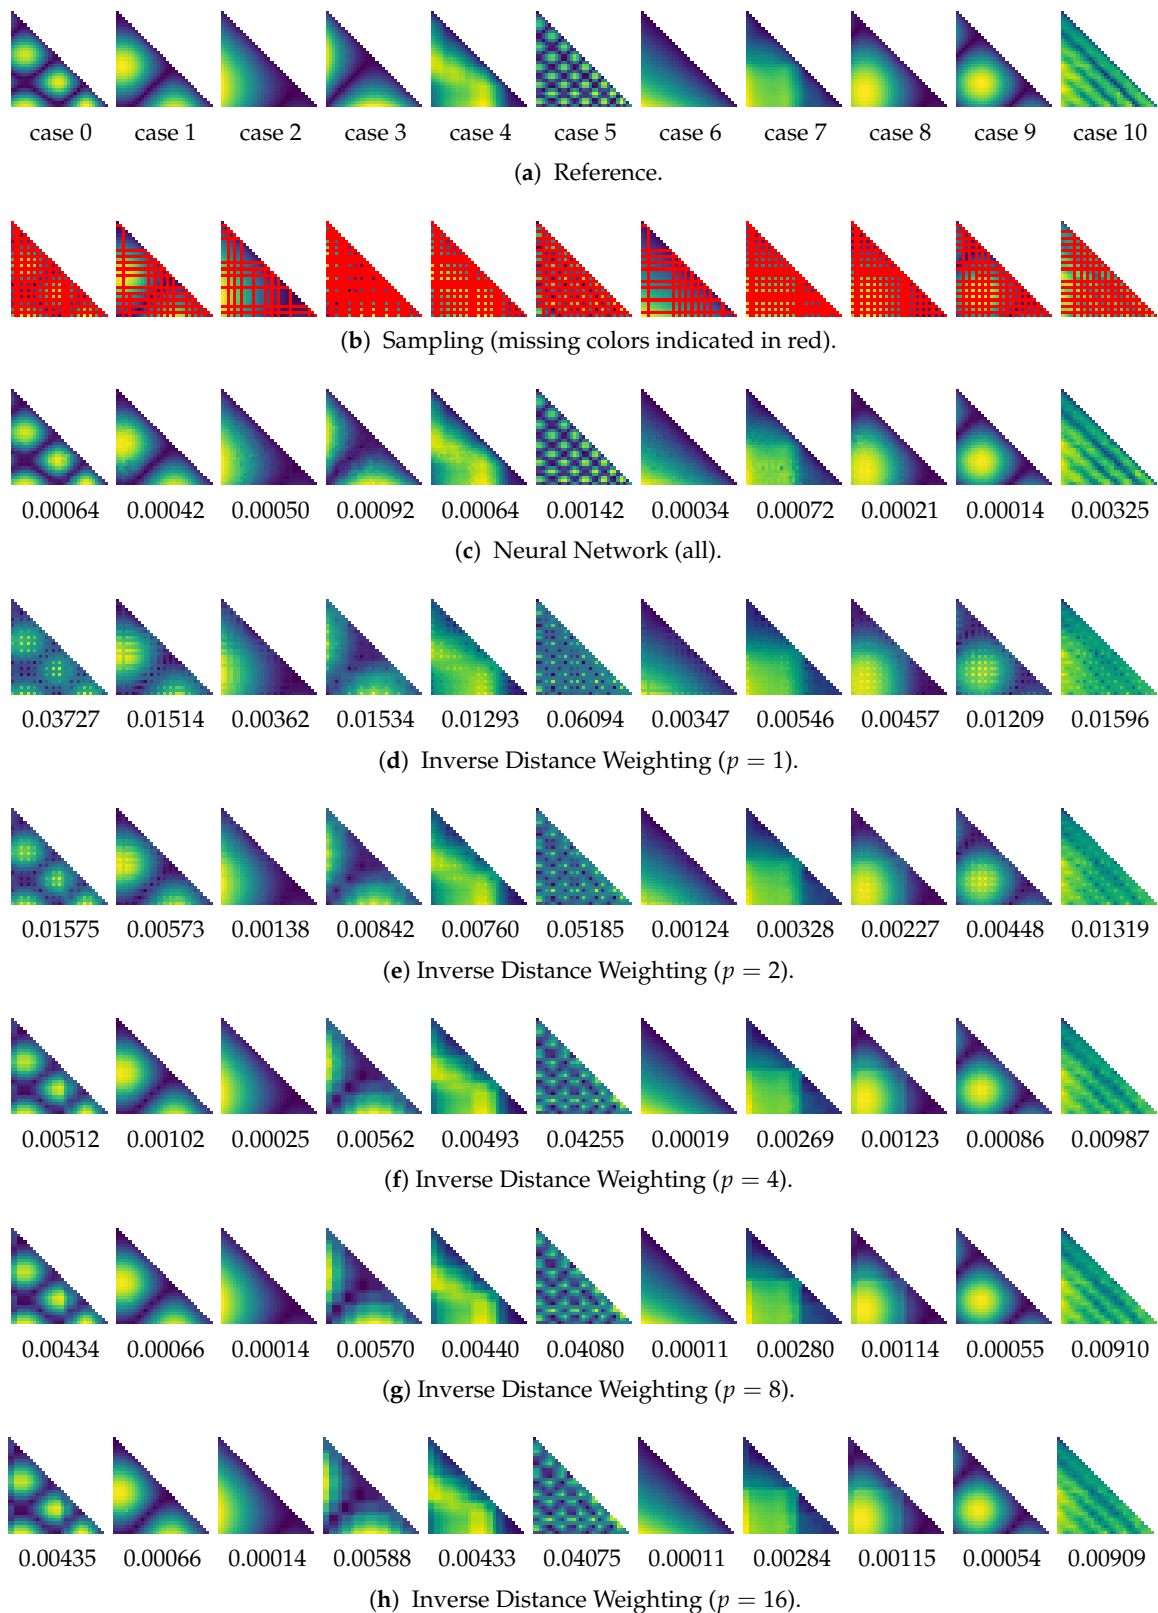 case 0 case 1 case 2 case 3 case 4 case 5 case 6 case 7 case 8 case 9 case 10
(a) Reference.
(b) Sampling (missing colors indicated in red).
0.00064 0.00042 0.00050 0.00092 0.00064 0.00142 0.00034 0.00072 0.00021 0.00014 0.00325
(c) Neural Network (all).
0.03727 0.01514 0.00362 0.01534 0.01293 0.06094 0.00347 0.00546 0.00457 0.01209 0.01596
(d) Inverse Distance Weighting (p = 1).
0.01575 0.00573 0.00138 0.00842 0.00760 0.05185 0.00124 0.00328 0.00227 0.00448 0.01319
(e) Inverse Distance Weighting (p = 2).
0.00512 0.00102 0.00025 0.00562 0.00493 0.04255 0.00019 0.00269 0.00123 0.00086 0.00987
(f) Inverse Distance Weighting (p = 4).
0.00434 0.00066 0.00014 0.00570 0.00440 0.04080 0.00011 0.00280 0.00114 0.00055 0.00910
(g) Inverse Distance Weighting (p = 8).
0.00435 0.00066 0.00014 0.00588 0.00433 0.04075 0.00011 0.00284 0.00115 0.00054 0.00909
(h) Inverse Distance Weighting (p = 16).